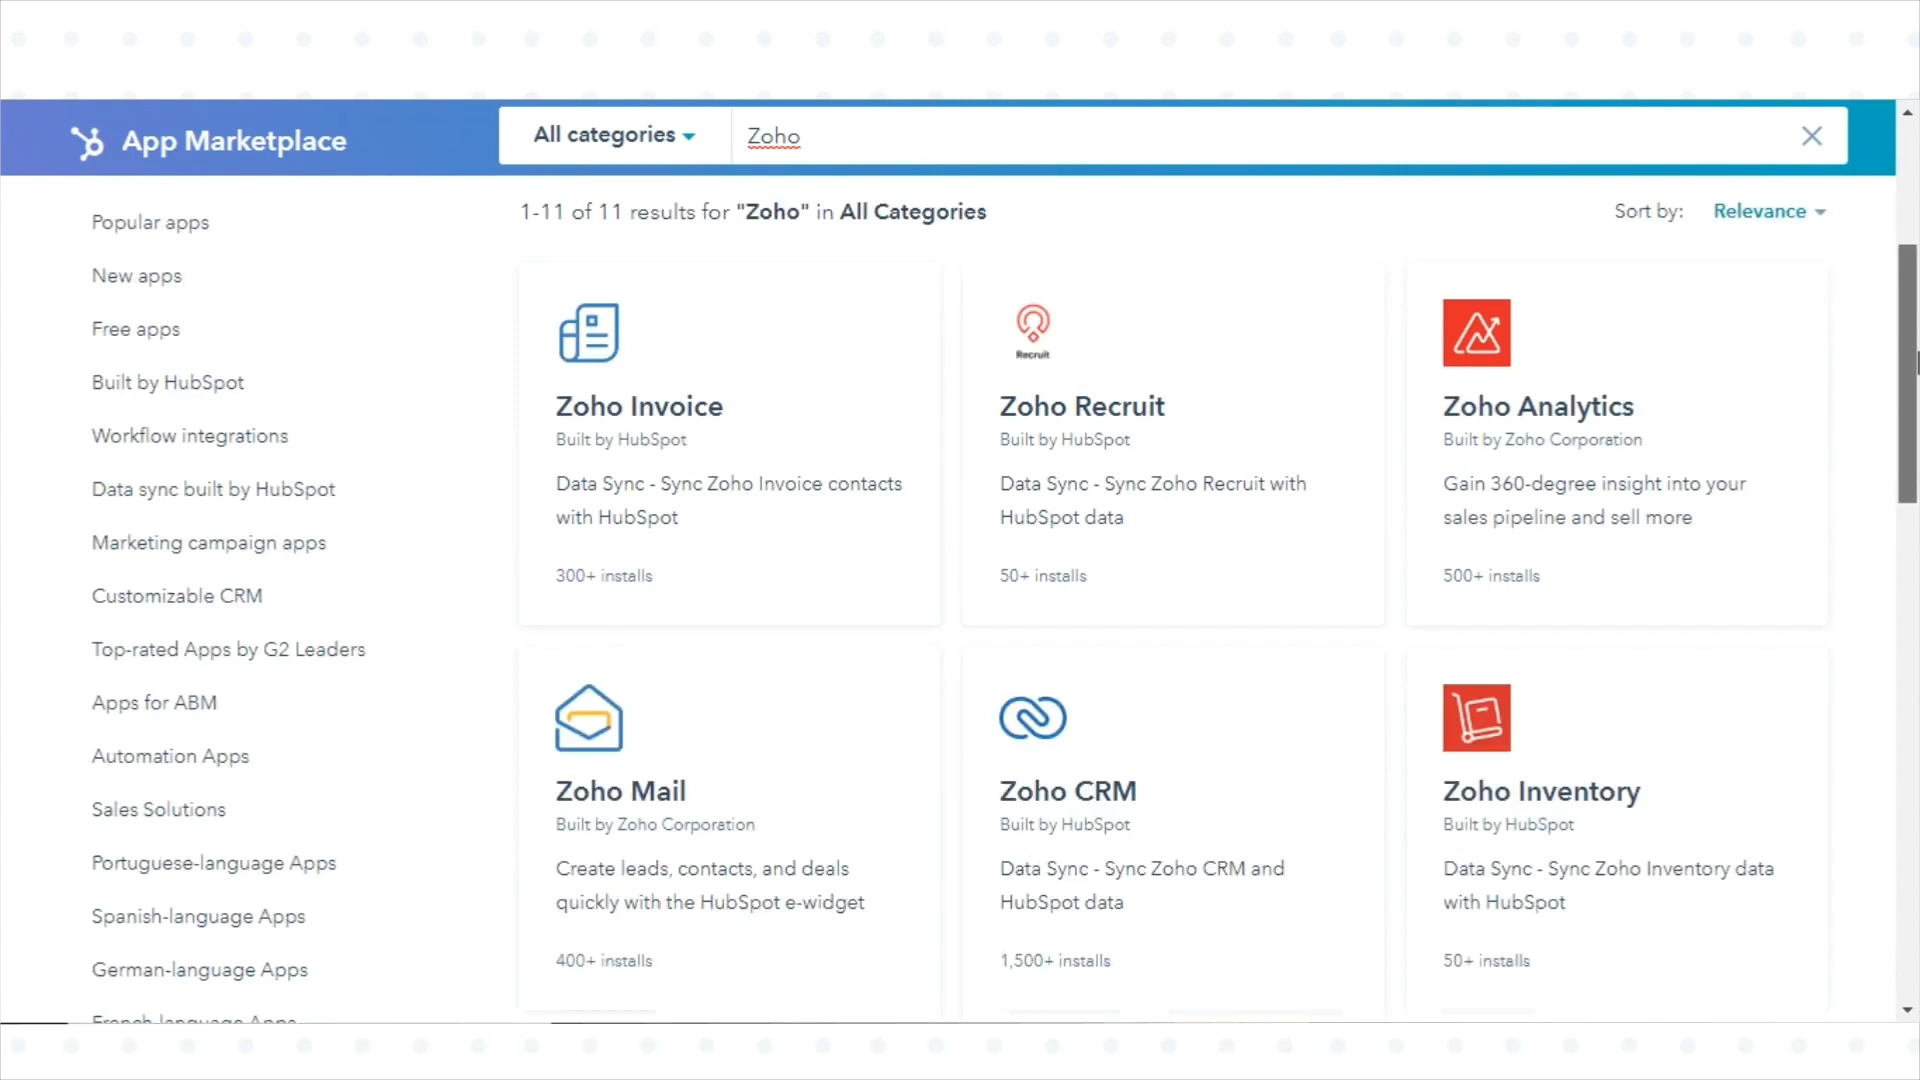 App Marketplace
All categories
Zoho
1-11 of 11 results for "Zoho" in All Categories
Sort by: Relevance
Popular apps
New apps
Free apps
Built by HubSpot
Workflow integrations
Data sync built by HubSpot
Marketing campaign apps
Customizable CRM
Top-rated Apps by G2 Leaders
Apps for ABM
Automation Apps
Sales Solutions
Portuguese-language Apps
Spanish-language Apps
German-language Apps
French-language Apps
Zoho Invoice
Built by HubSpot
Data Sync - Sync Zoho Invoice contacts
with HubSpot
300+ installs
Recruit
Zoho Recruit
Built by HubSpot
Data Sync - Sync Zoho Recruit with
HubSpot data
50+ installs
Zoho Analytics
Built by Zoho Corporation
Gain 360-degree insight into your
sales pipeline and sell more
500+ installs
Zoho Mail
Built by Zoho Corporation
Create leads, contacts, and deals
quickly with the HubSpot e-widget
400+ installs
Zoho CRM
Built by HubSpot
Data Sync - Sync Zoho CRM and
HubSpot data
1,500+ installs
Zoho Inventory
Built by HubSpot
Data Sync - Sync Zoho Inventory data
with HubSpot
50+ installs